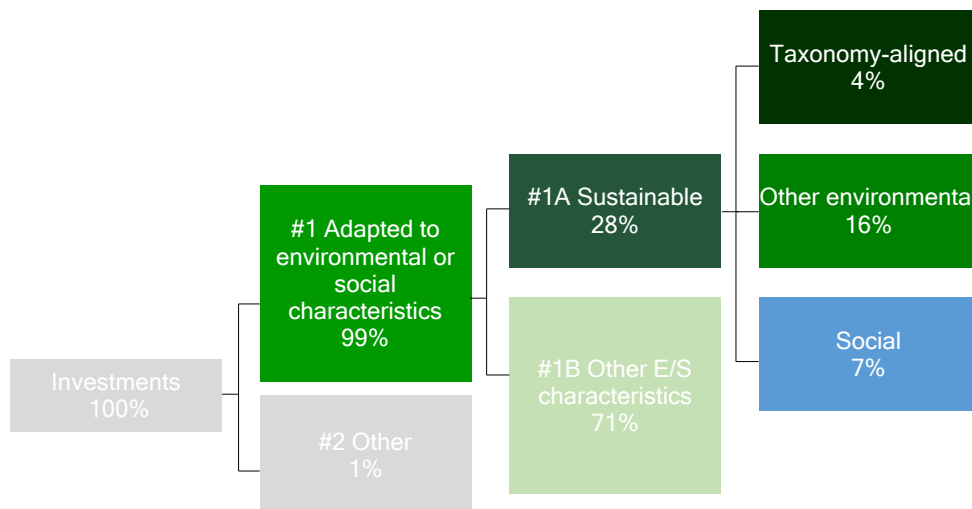 Investments
100%
#1 Adapted to
environmental or
social
characteristics
99%
#2 Other
1%
#1A Sustainable
28%
#1B Other E/S
characteristics
71%
Taxonomy-aligned
4%
Other environmenta
16%
Social
7%